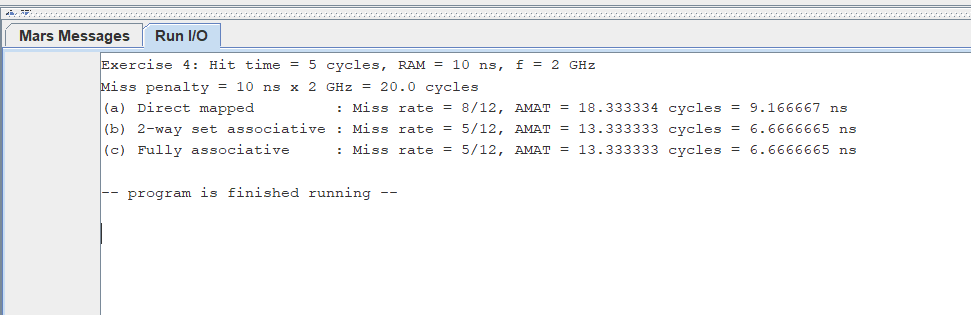 Mars Messages Run I/O
Exercise 4: Hit time = 5 cycles, RAM = 10 ns, f = 2 GHz
Miss penalty = 10 ns x 2 GHz = 20.0 cycles
(a) Direct mapped : Miss rate = 8/12, AMAT = 18.333334 cycles = 9.166667 ns
(b) 2-way set associative : Miss rate = 5/12, AMAT = 13.333333 cycles = 6.6666665 ns
(c) Fully associative : Miss rate = 5/12, AMAT = 13.333333 cycles = 6.6666665 ns
-- program is finished running --